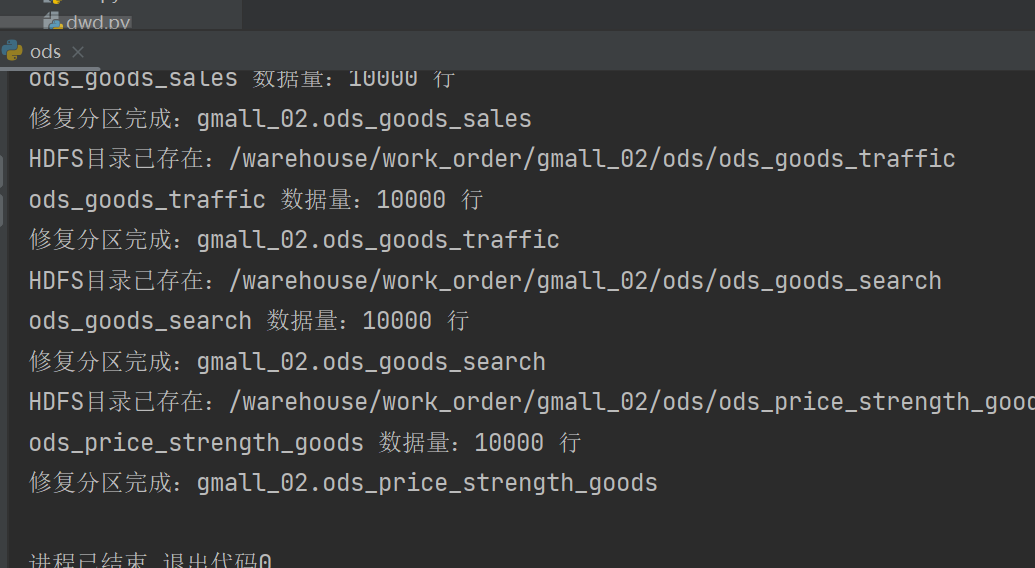 dwd.py
ods
ods_goods_sales 数据量：10000 行
修复分区完成：gmall_02.ods_goods_sales
HDFS目录已存在：/warehouse/work_order/gmall_02/ods/ods_goods_traffic
ods_goods_traffic 数据量：10000 行
修复分区完成：gmall_02.ods_goods_traffic
HDFS目录已存在：/warehouse/work_order/gmall_02/ods/ods_goods_search
ods_goods_search 数据量：10000 行
修复分区完成：gmall_02.ods_goods_search
HDFS目录已存在：/warehouse/work_order/gmall_02/ods/ods_price_strength_good
ods_price_strength_goods 数据量：10000 行
修复分区完成：gmall_02.ods_price_strength_goods
进程已结束,退出代码0